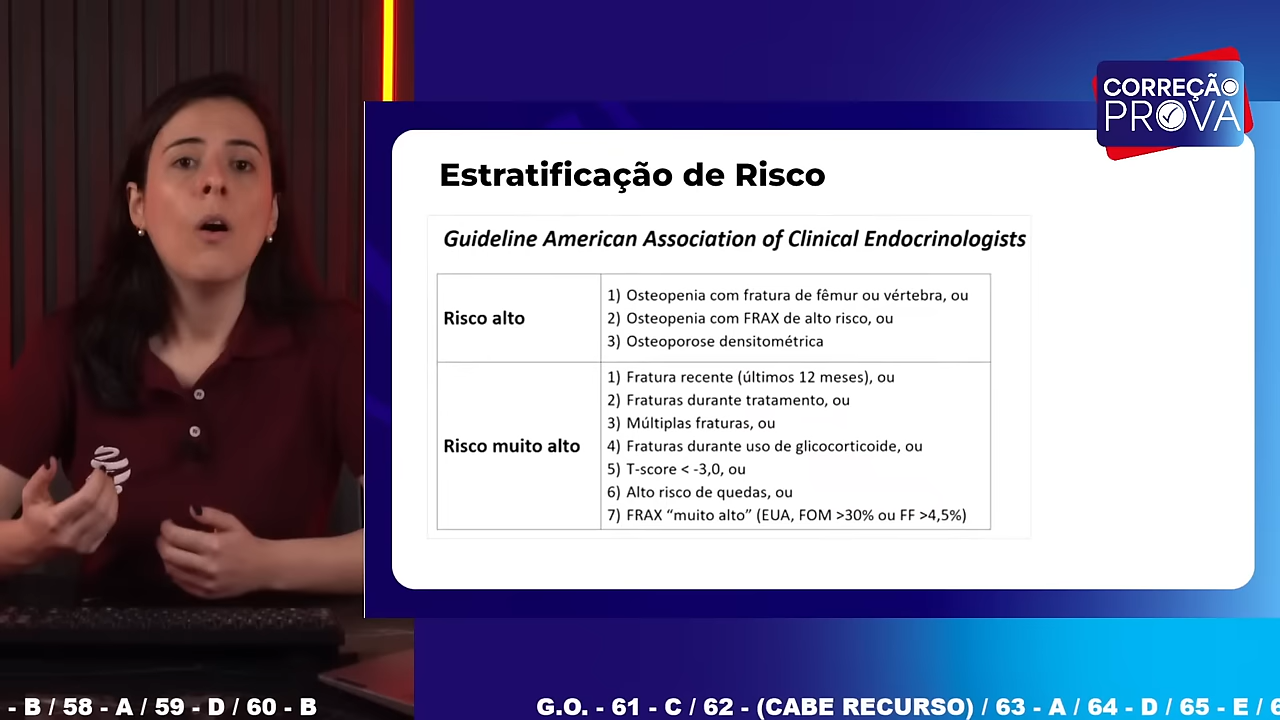 CORREÇÃO
PROVA
Estratificação de Risco
Guideline American Association of Clinical Endocrinologists
Risco alto
1) Osteopenia com fratura de fêmur ou vértebra, ou
2) Osteopenia com FRAX de alto risco, ou
3) Osteoporose densitométrica
Risco muito alto
1) Fratura recente (últimos 12 meses), ou
2) Fraturas durante tratamento, ou
3) Múltiplas fraturas, ou
4) Fraturas durante uso de glicocorticoide, ou
5) T-score < -3,0, ou
6) Alto risco de quedas, ou
7) FRAX “muito alto” (EUA, FOM >30% ou FF >4,5%)
- B / 58 - A / 59 - D / 60 - B
G.O. - 61 - C / 62 - (CABE RECURSO) / 63 - A / 64 - D / 65 - E / 6